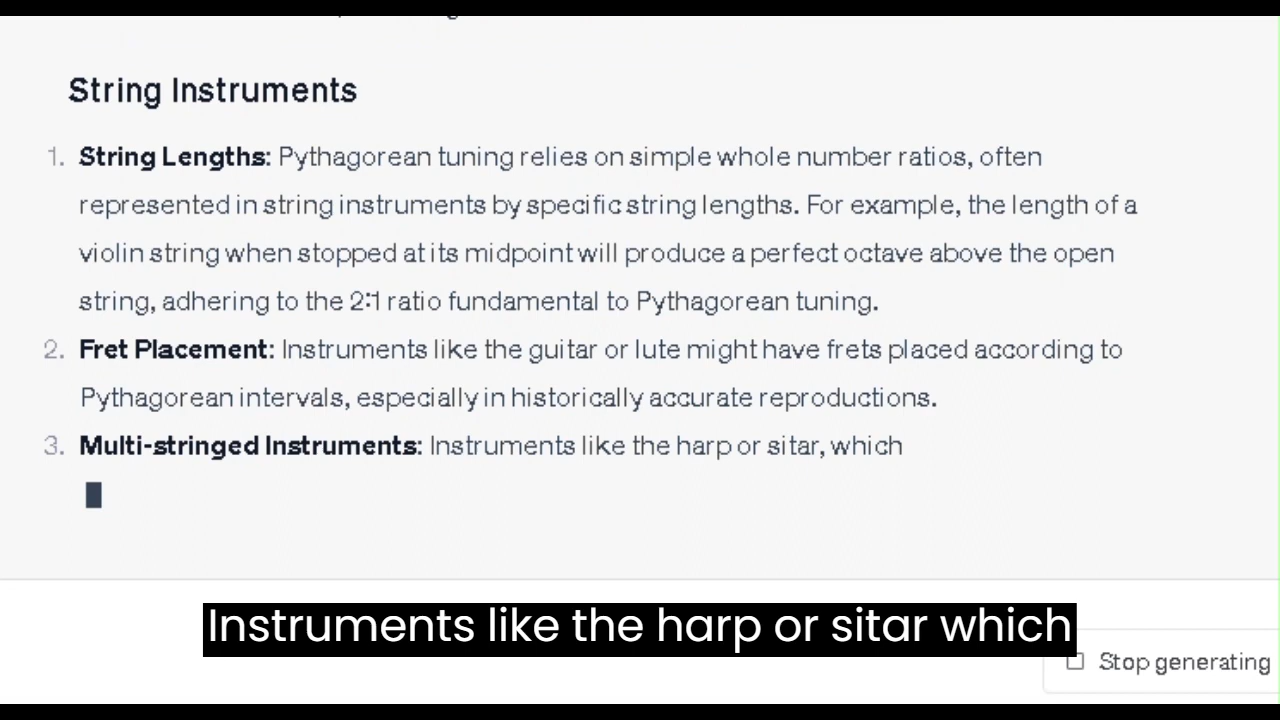 String Instruments
1. String Lengths: Pythagorean tuning relies on simple whole number ratios, often
represented in string instruments by specific string lengths. For example, the length of a
violin string when stopped at its midpoint will produce a perfect octave above the open
string, adhering to the 2:1 ratio fundamental to Pythagorean tuning.
2. Fret Placement: Instruments like the guitar or lute might have frets placed according to
Pythagorean intervals, especially in historically accurate reproductions.
3. Multi-stringed Instruments: Instruments like the harp or sitar, which
Instruments like the harp or sitar which
Stop generating